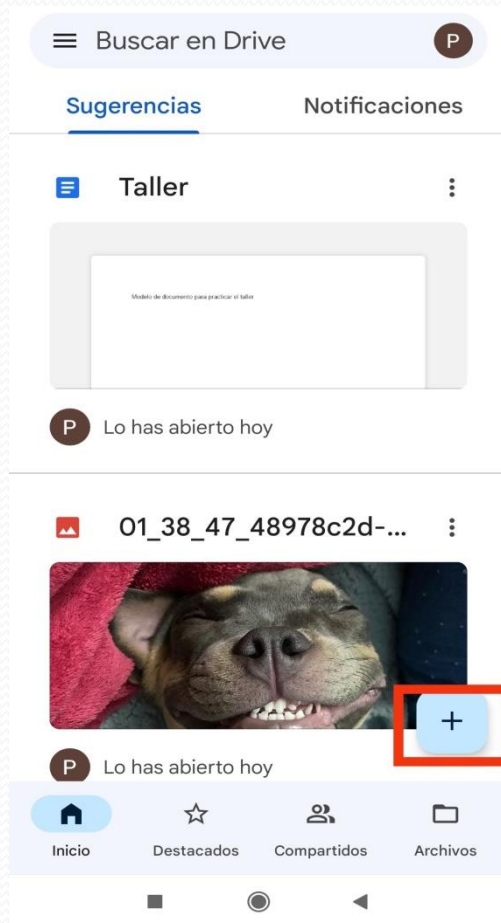 Buscar en Drive
P
Sugerencias
Notificaciones
Taller
Modelo de documento para practicar el taller
P
Lo has abierto hoy
01_38_47_48978c2d-...
P
Lo has abierto hoy
Inicio
Destacados
Compartidos
Archivos